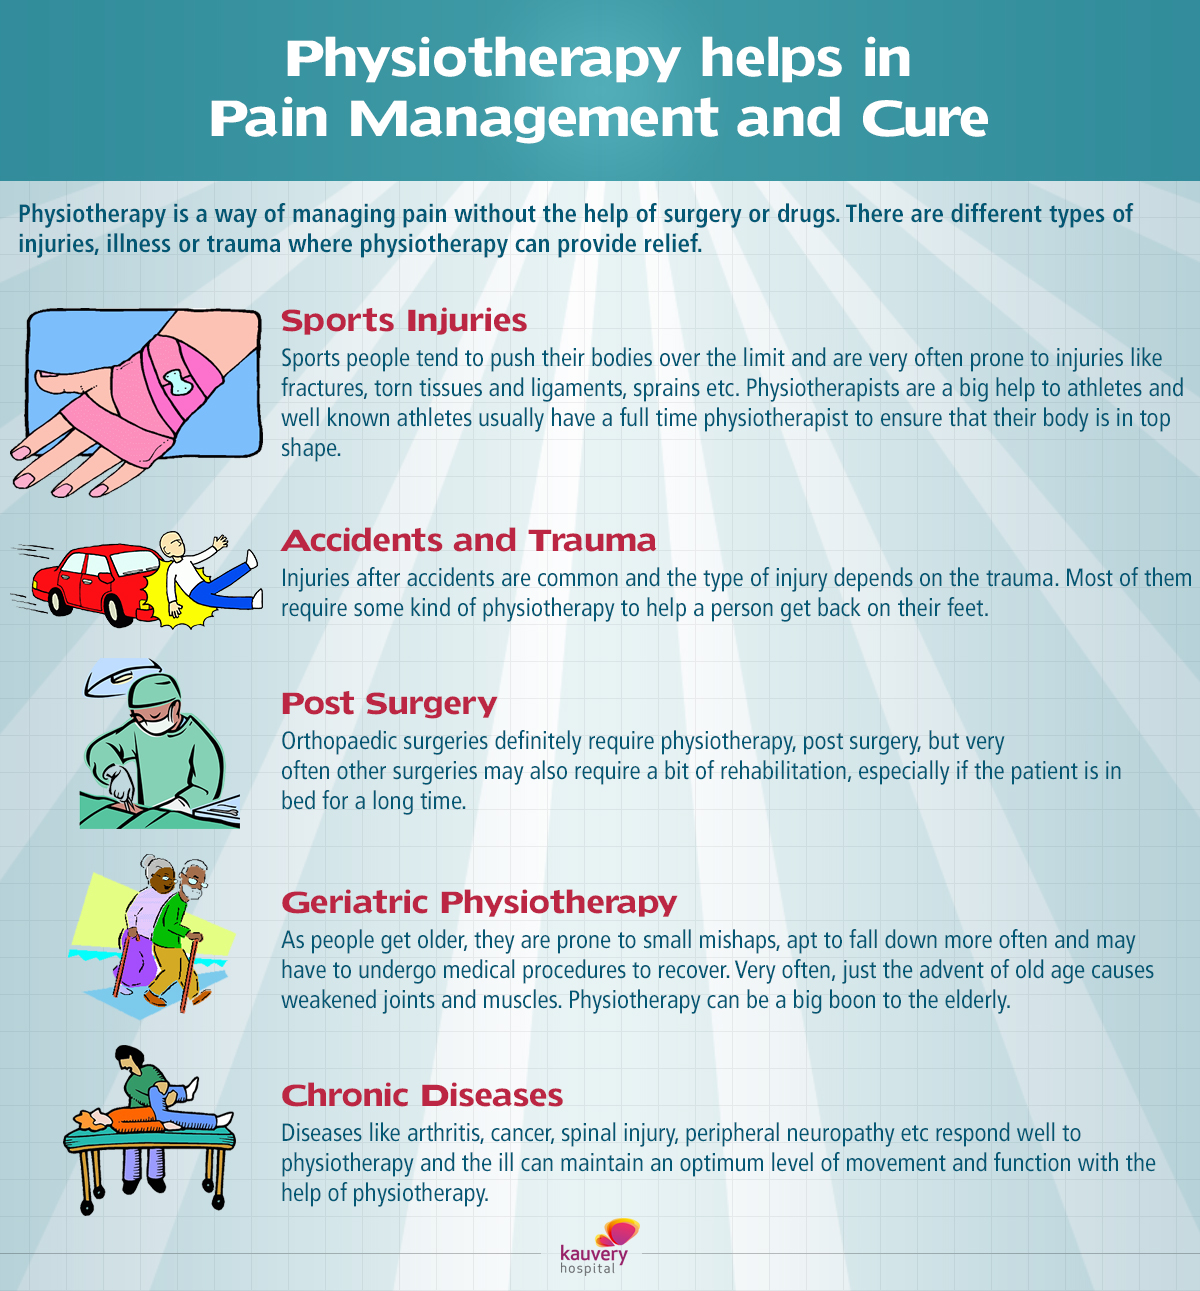 Physiotherapy helps in
Pain Management and Cure
Physiotherapy is a way of managing pain without the help of surgery or drugs. There are different types of
injuries, illness or trauma where physiotherapy can provide relief.
Sports Injuries
Sports people tend to push their bodies over the limit and are very often prone to injuries like
fractures, torn tissues and ligaments, sprains etc. Physiotherapists are a big help to athletes and
well known athletes usually have a full time physiotherapist to ensure that their body is in top
shape.
Accidents and Trauma
Injuries after accidents are common and the type of injury depends on the trauma. Most of them
require some kind of physiotherapy to help a person get back on their feet.
Post Surgery
Orthopaedic surgeries definitely require physiotherapy, post surgery, but very
often other surgeries may also require a bit of rehabilitation, especially if the patient is in
bed for a long time.
Geriatric Physiotherapy
As people get older, they are prone to small mishaps, apt to fall down more often and may
have to undergo medical procedures to recover. Very often, just the advent of old age causes
weakened joints and muscles. Physiotherapy can be a big boon to the elderly.
Chronic Diseases
Diseases like arthritis, cancer, spinal injury, peripheral neuropathy etc respond well to
physiotherapy and the ill can maintain an optimum level of movement and function with the
help of physiotherapy.
kauvery
hospital